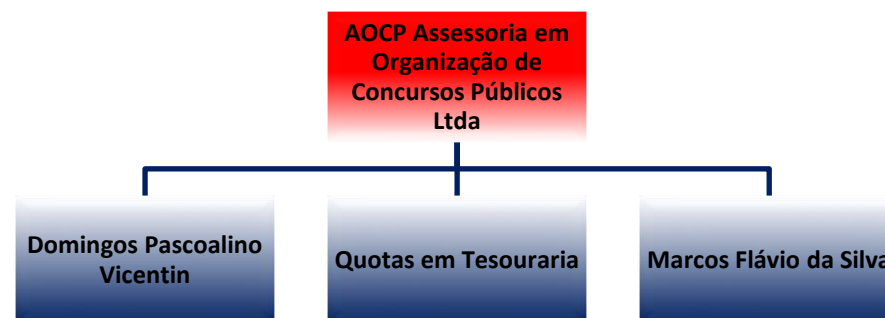 AOCP Assessoria em
Organização de
Concursos Públicos
Ltda
Domingos Pascoalino
Vicentin
Quotas em Tesouraria
Marcos Flávio da Silva